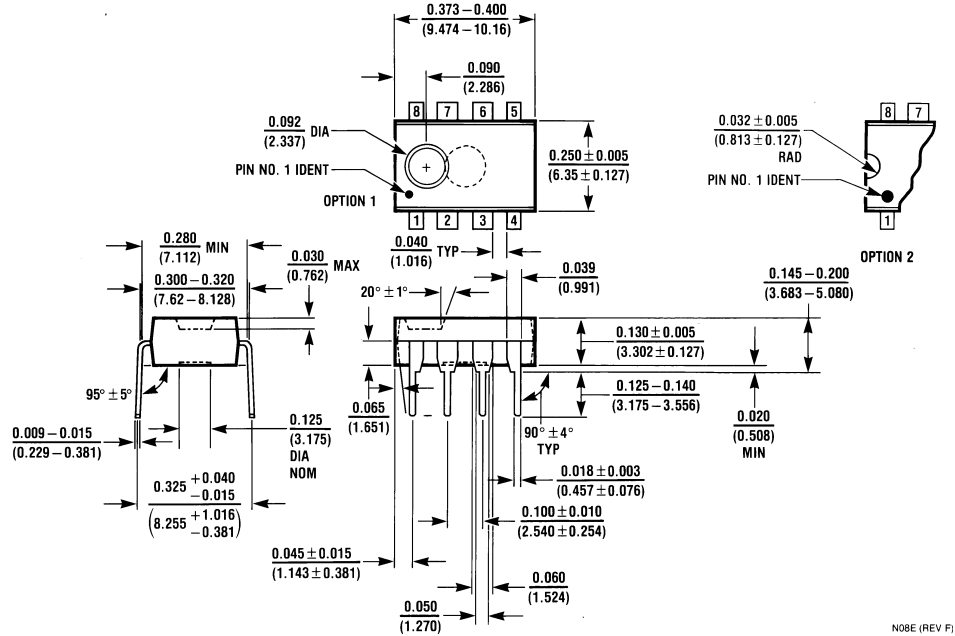 0.373 – 0.400
(9.474 – 10.16)
0.090
(2.286)
8 7 6 5
0.092 DIA
(2.337)
PIN NO. 1 IDENT
OPTION 1
1 2 3 4
0.250 ± 0.005
(6.35 ± 0.127)
8 7
0.032 ± 0.005
(0.813 ± 0.127)
RAD
PIN NO. 1 IDENT
1
OPTION 2
0.280 MIN
(7.112)
0.300 – 0.320
(7.62 – 8.128)
0.030 MAX
(0.762)
0.040 TYP
(1.016)
0.039
(0.991)
20° ± 1°
0.145 – 0.200
(3.683 – 5.080)
0.130 ± 0.005
(3.302 ± 0.127)
95° ± 5°
0.065
(1.651)
0.125 – 0.140
(3.175 – 3.556)
0.020
(0.508)
MIN
90° ± 4°
TYP
0.009 – 0.015
(0.229 – 0.381)
0.125
(3.175)
DIA
NOM
0.018 ± 0.003
(0.457 ± 0.076)
0.325 +0.040 –0.015
(8.255 +1.016 –0.381)
0.100 ± 0.010
(2.540 ± 0.254)
0.045 ± 0.015
(1.143 ± 0.381)
0.060
(1.524)
0.050
(1.270)
N08E (REV F)